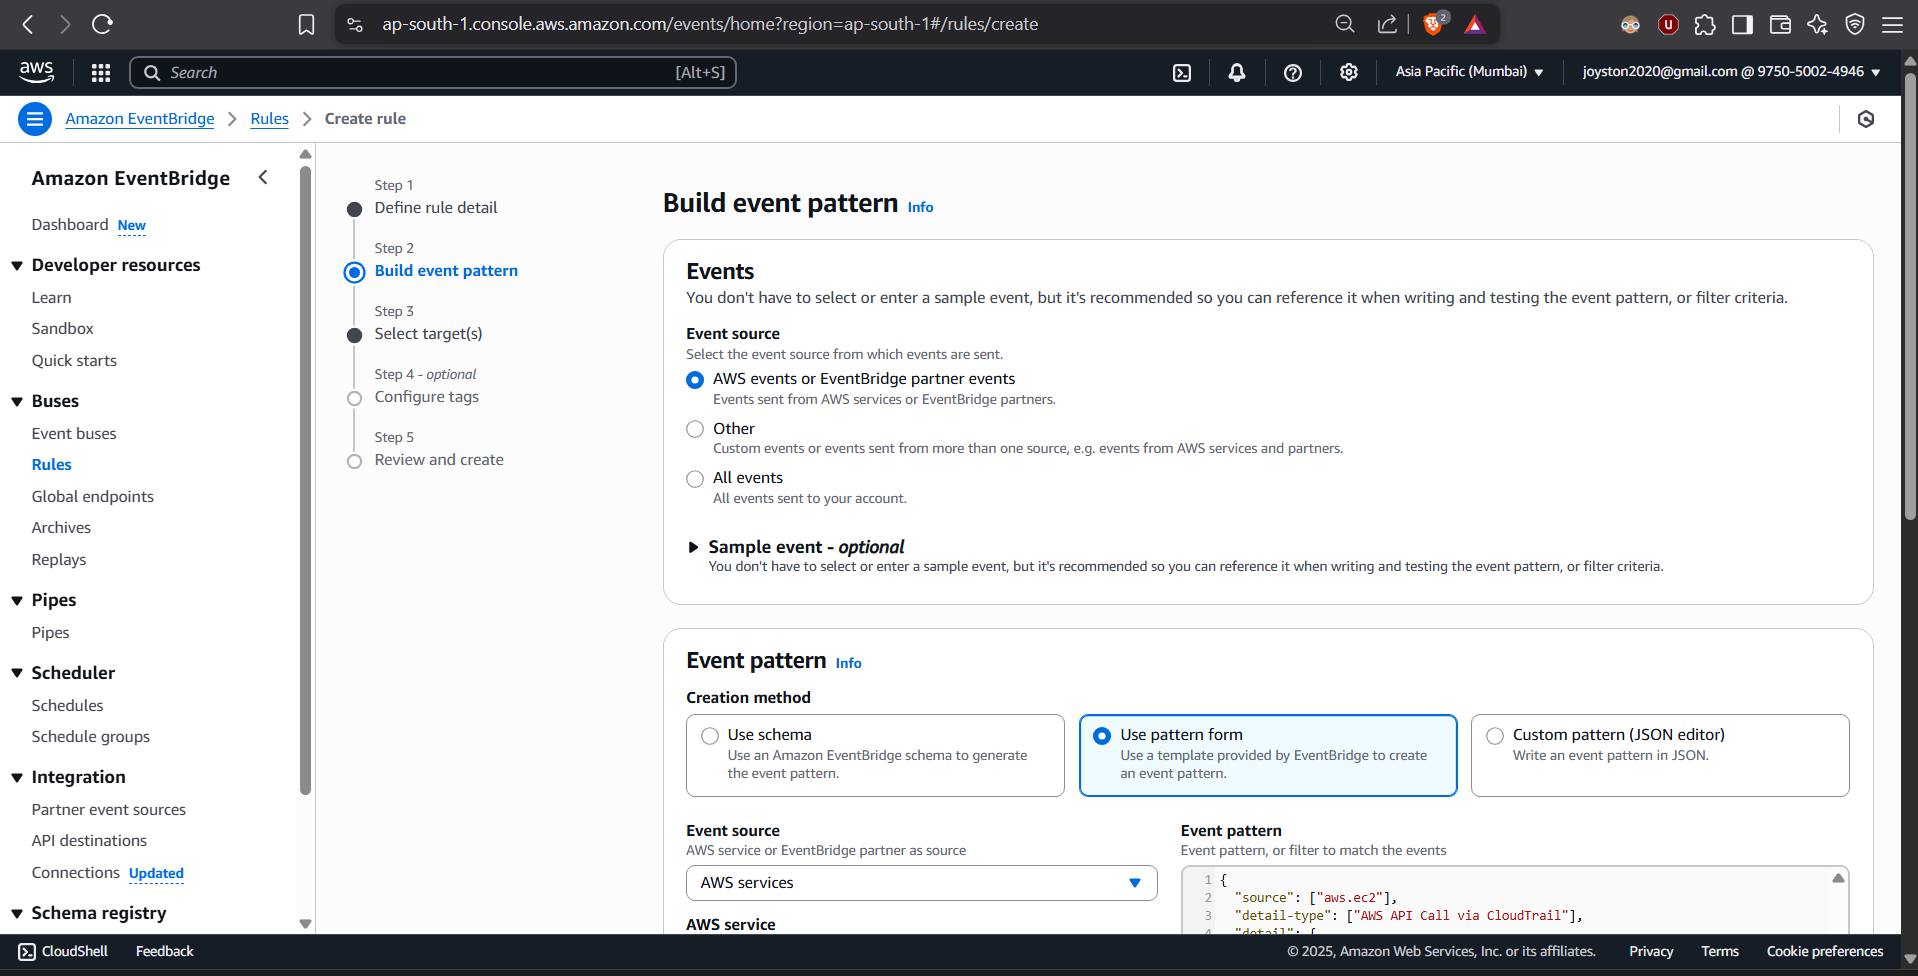 ap-south-1.console.aws.amazon.com/events/home?region=ap-south-1#/rules/create
2
U
aws
Search
[Alt+S]
Asia Pacific (Mumbai)
joyston2020@gmail.com @ 9750-5002-4946
Amazon EventBridge
Rules
Create rule
Amazon EventBridge
Dashboard New
Developer resources
Learn
Sandbox
Quick starts
Buses
Event buses
Rules
Global endpoints
Archives
Replays
Pipes
Pipes
Scheduler
Schedules
Schedule groups
Integration
Partner event sources
API destinations
Connections Updated
Schema registry
Step 1
Define rule detail
Step 2
Build event pattern
Step 3
Select target(s)
Step 4 - optional
Configure tags
Step 5
Review and create
Build event pattern Info
Events
You don't have to select or enter a sample event, but it's recommended so you can reference it when writing and testing the event pattern, or filter criteria.
Event source
Select the event source from which events are sent.
AWS events or EventBridge partner events
Events sent from AWS services or EventBridge partners.
Other
Custom events or events sent from more than one source, e.g. events from AWS services and partners.
All events
All events sent to your account.
Sample event - optional
You don't have to select or enter a sample event, but it's recommended so you can reference it when writing and testing the event pattern, or filter criteria.
Event pattern Info
Creation method
Use schema
Use an Amazon EventBridge schema to generate
the event pattern.
Use pattern form
Use a template provided by EventBridge to create
an event pattern.
Custom pattern (JSON editor)
Write an event pattern in JSON.
Event source
AWS service or EventBridge partner as source
AWS services
AWS service
Event pattern
Event pattern, or filter to match the events
1 {
2 "source": ["aws.ec2"],
3 "detail-type": ["AWS API Call via CloudTrail"],
4 "detail": {
CloudShell
Feedback
© 2025, Amazon Web Services, Inc. or its affiliates.
Privacy
Terms
Cookie preferences